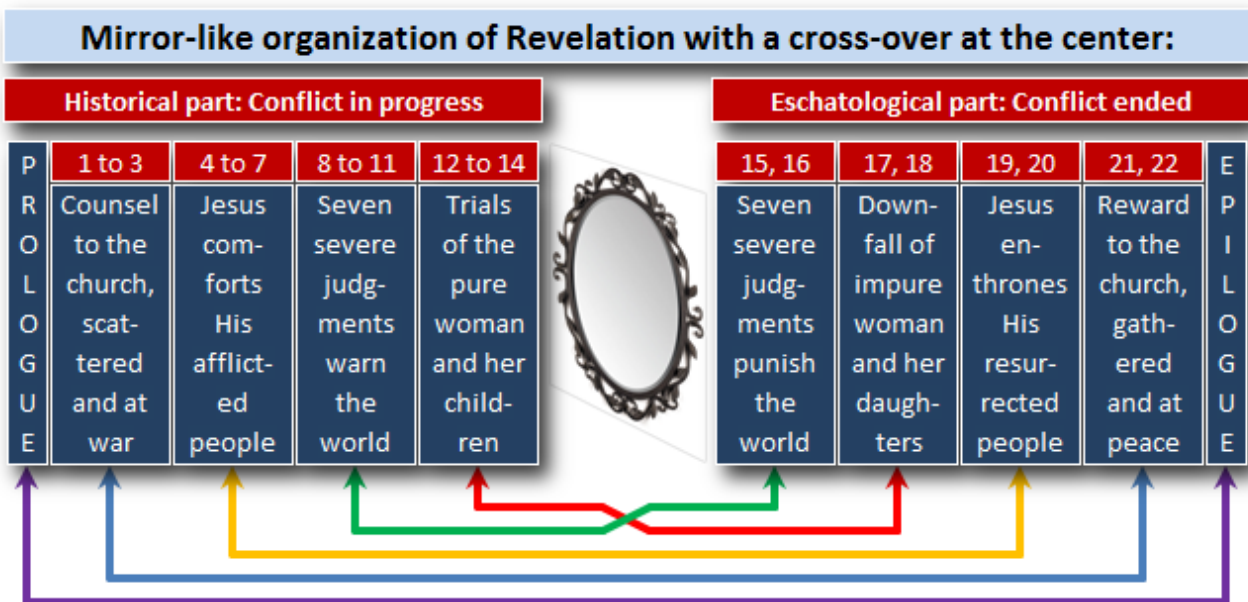 Mirror-like organization of Revelation with a cross-over at the center:
Historical part: Conflict in progress
Eschatological part: Conflict ended
P
R
O
L
O
G
U
E
1 to 3
Counsel
to the
church,
scat-
tered
and at
war
4 to 7
Jesus
com-
forts
His
afflict-
ed
people
8 to 11
Seven
severe
judg-
ments
warn
the
world
12 to 14
Trials
of the
pure
woman
and her
child-
ren
15, 16
Seven
severe
judg-
ments
punish
the
world
17, 18
Down-
fall of
impure
woman
and her
daugh-
ters
19, 20
Jesus
en-
thrones
His
resur-
rected
people
21, 22
Reward
to the
church,
gath-
ered
and at
peace
E
P
I
L
O
G
U
E